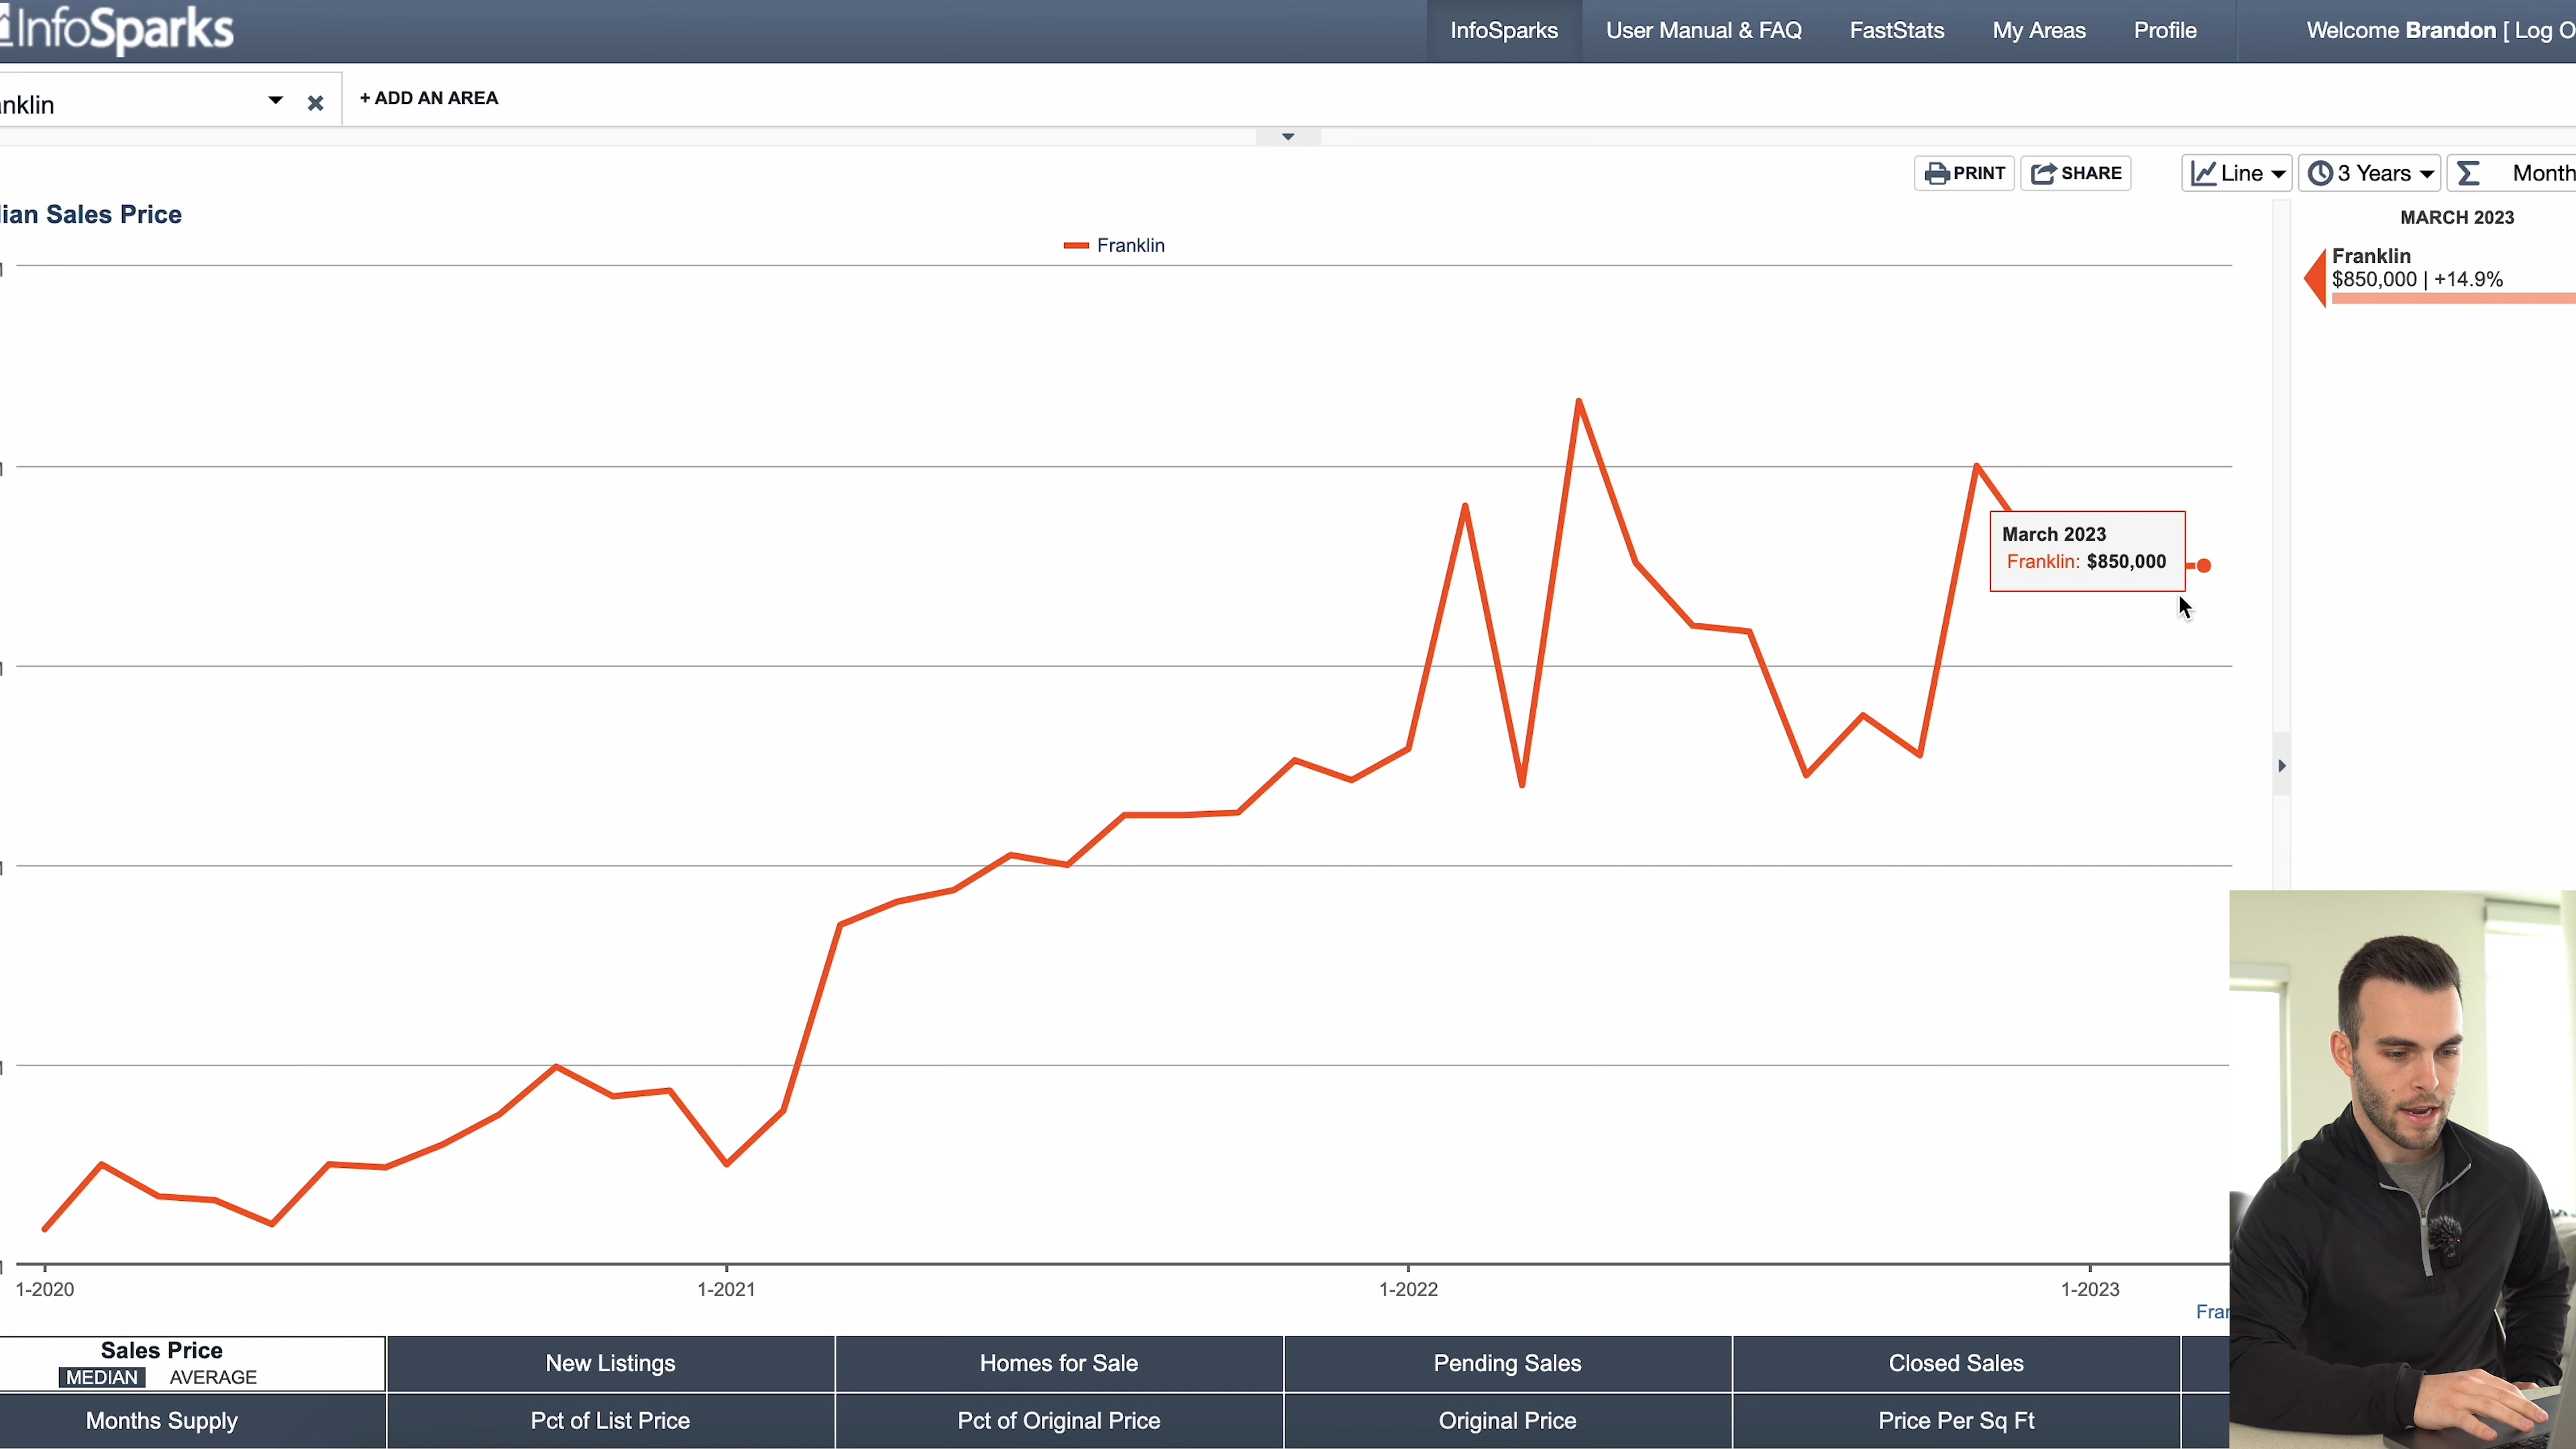 InfoSparks
InfoSparks
User Manual & FAQ
FastStats
My Areas
Profile
Welcome Brandon [ Log O
nklin
+ ADD AN AREA
PRINT
SHARE
Line
3 Years
Month
ian Sales Price
Franklin
MARCH 2023
Franklin
$850,000 | +14.9%
March 2023
Franklin: $850,000
1-2020
1-2021
1-2022
1-2023
Fran
Sales Price
MEDIAN AVERAGE
New Listings
Homes for Sale
Pending Sales
Closed Sales
Months Supply
Pct of List Price
Pct of Original Price
Original Price
Price Per Sq Ft